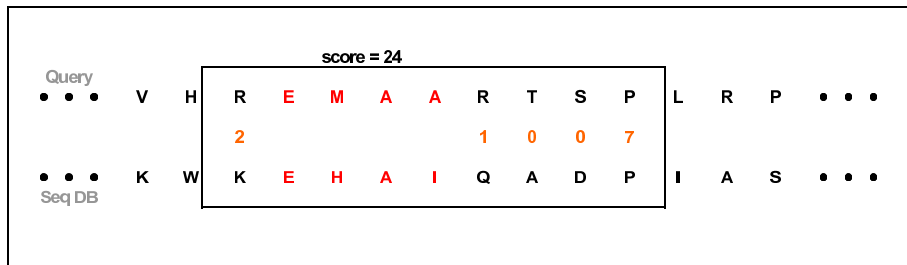 score = 24
Query
• • • V H R E M A A R T S P L R P • • •
2 1 0 0 7
• • • K W K E H A I Q A D P I A S • • •
Seq DB